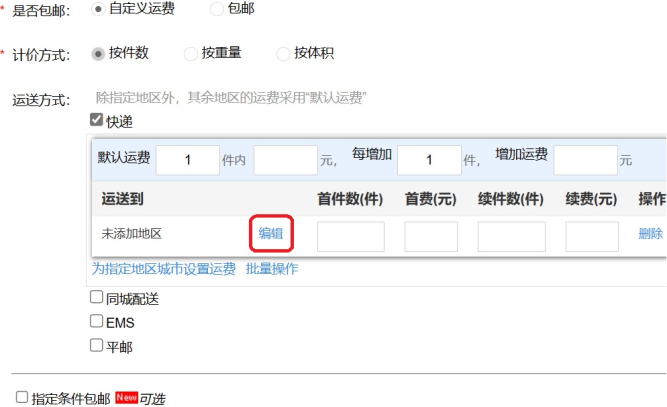 * 是否包邮： 自定义运费 包邮
* 计价方式： 按件数 按重量 按体积
运送方式： 除指定地区外，其余地区的运费采用“默认运费”
快递
默认运费 1 件内 元， 每增加 1 件， 增加运费 元
运送到 首件数(件) 首费(元) 续件数(件) 续费(元) 操作
未添加地区 编辑 删除
为指定地区城市设置运费 批量操作
同城配送
EMS
平邮
指定条件包邮 New 可选